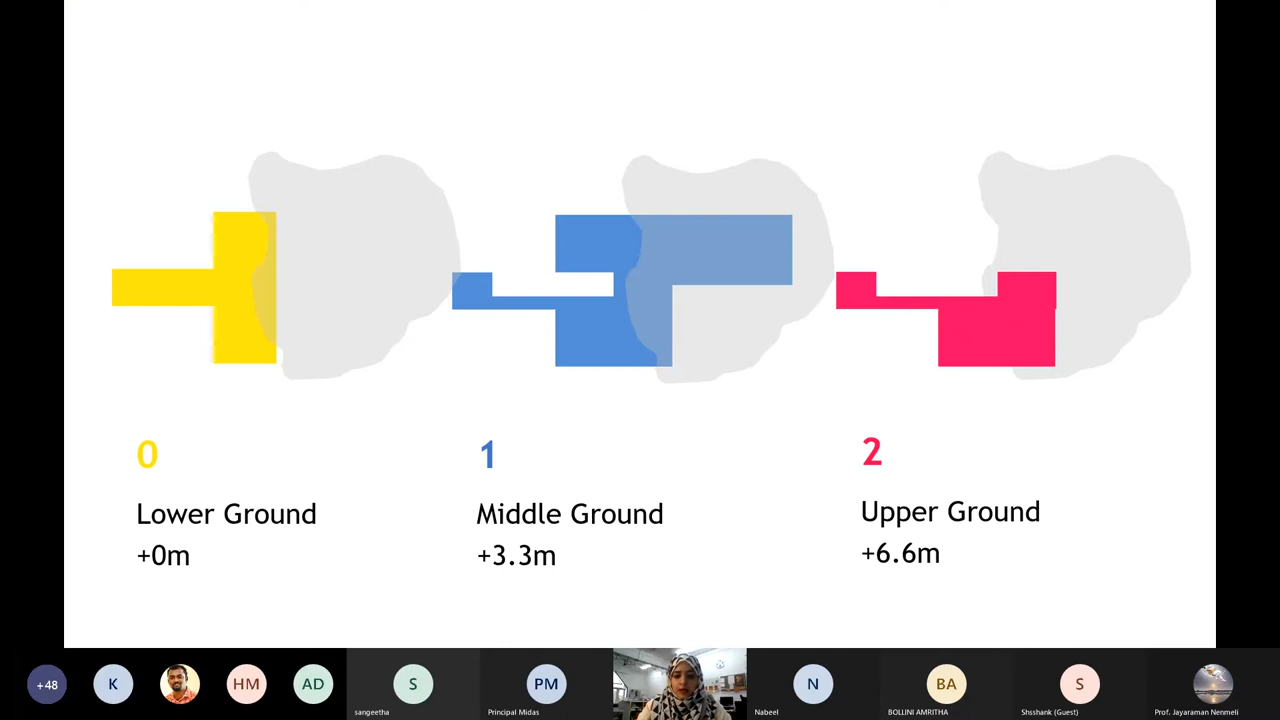 0
Lower Ground
+0m
1
Middle Ground
+3.3m
2
Upper Ground
+6.6m
+48
K
HM
AD
S
sangeetha
PM
Principal Midas
N
Nabeel
BA
BOLLINI AMRITHA
S
Shsshank (Guest)
Prof. Jayaraman Nenmeli